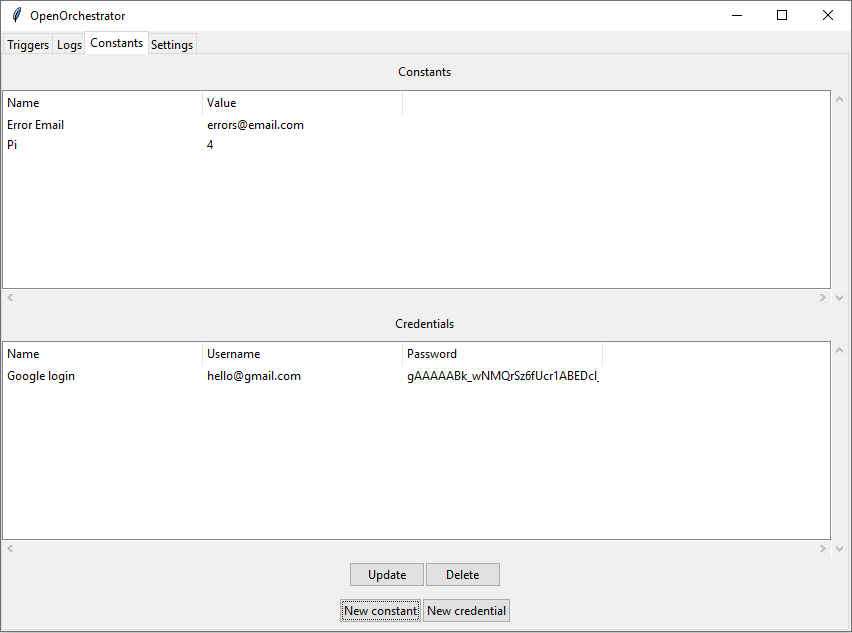 OpenOrchestrator
Triggers Logs Constants Settings
Constants
Name Value
Error Email errors@email.com
Pi 4
Credentials
Name Username Password
Google login hello@gmail.com gAAAAABk_wNMQrSz6fUcr1ABEDcI_
Update Delete
New constant New credential